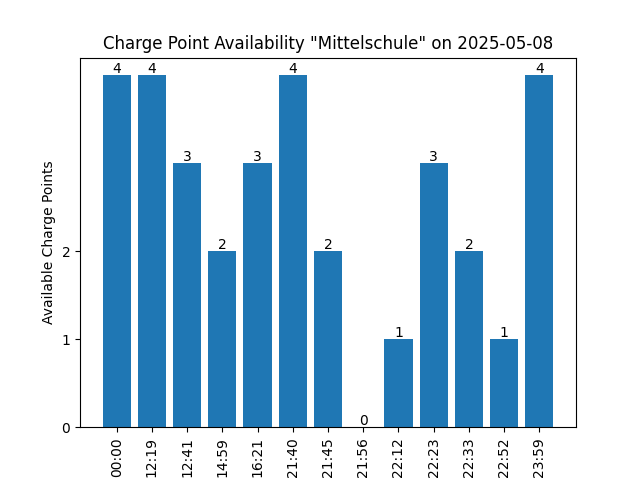 Charge Point Availability "Mittelschule" on 2025-05-08
4 4 3 2 3 4 2 0 1 3 2 1 4
Available Charge Points
2
1
0
00:00 12:19 12:41 14:59 16:21 21:40 21:45 21:56 22:12 22:23 22:33 22:52 23:59